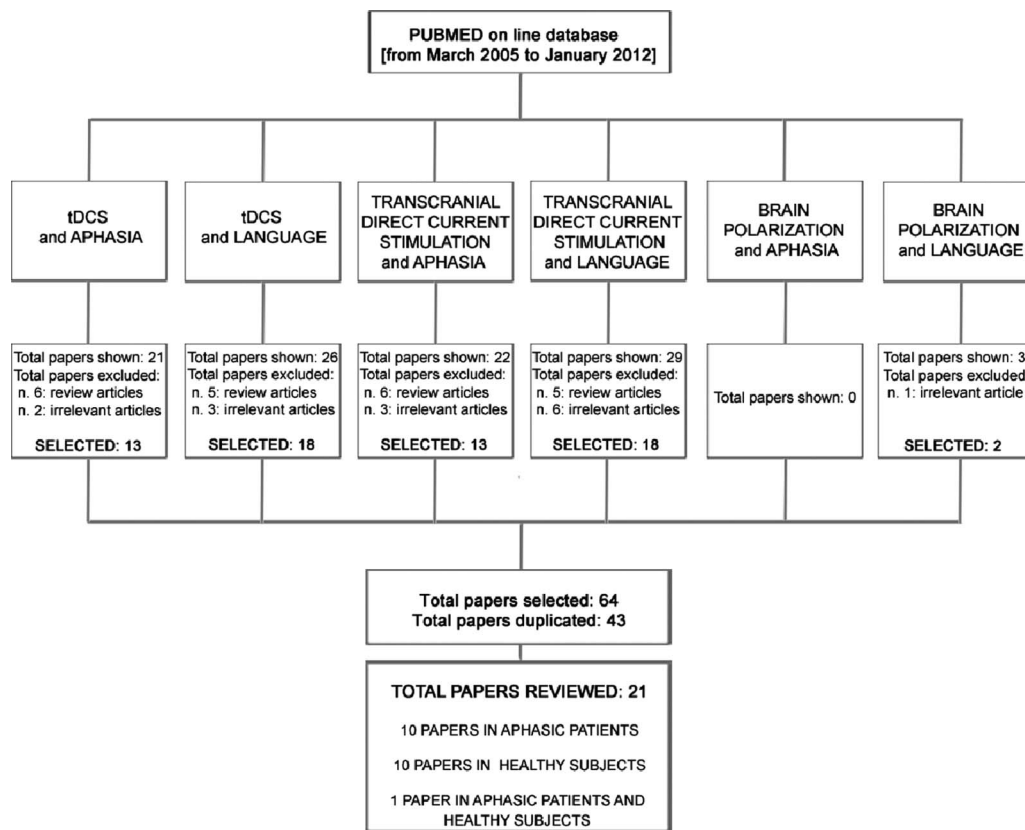 PUBMED on line database
[from March 2005 to January 2012]
tDCS
and APHASIA
tDCS
and LANGUAGE
TRANSCRANIAL
DIRECT CURRENT
STIMULATION
and APHASIA
TRANSCRANIAL
DIRECT CURRENT
STIMULATION
and LANGUAGE
BRAIN
POLARIZATION
and APHASIA
BRAIN
POLARIZATION
and LANGUAGE
Total papers shown: 21
Total papers excluded:
n. 6: review articles
n. 2: irrelevant articles
SELECTED: 13
Total papers shown: 26
Total papers excluded:
n. 5: review articles
n. 3: irrelevant articles
SELECTED: 18
Total papers shown: 22
Total papers excluded:
n. 6: review articles
n. 3: irrelevant articles
SELECTED: 13
Total papers shown: 29
Total papers excluded:
n. 5: review articles
n. 6: irrelevant articles
SELECTED: 18
Total papers shown: 0
Total papers shown: 3
Total papers excluded
n. 1: irrelevant article
SELECTED: 2
Total papers selected: 64
Total papers duplicated: 43
TOTAL PAPERS REVIEWED: 21
10 PAPERS IN APHASIC PATIENTS
10 PAPERS IN HEALTHY SUBJECTS
1 PAPER IN APHASIC PATIENTS AND
HEALTHY SUBJECTS